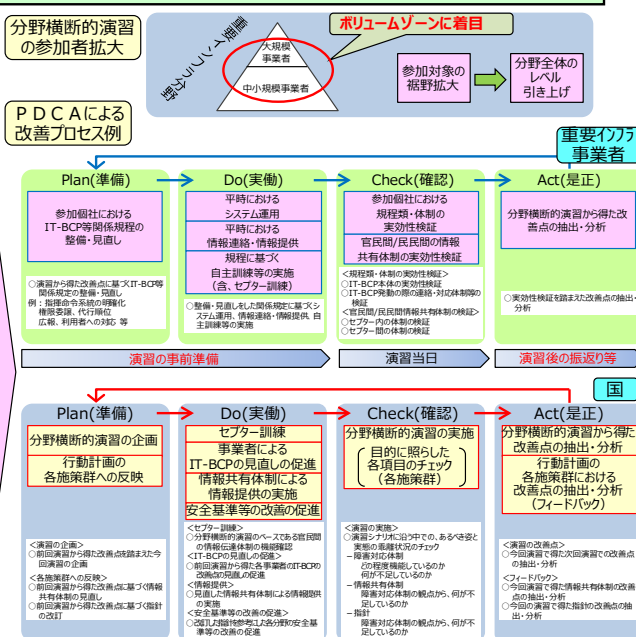 分野横断的演習
の参加者拡大
重要インフラ分野
大規模
事業者
中小規模事業者
ボリュームゾーンに着目
参加対象の
裾野拡大
分野全体の
レベル
引き上げ
ＰＤＣＡによる
改善プロセス例
重要インフラ
事業者
Plan(準備)
参加個社における
IT-BCP等関係規程の
整備・見直し
○演習から得た改善点に基づくIT-BCP等
関係規定の整備・見直し
例：指揮命令系統の明確化
権限委譲、代行順位
広報、利用者への対応 等
Do(実働)
平時における
システム運用
平時における
情報連絡・情報提供
規程に基づく
自主訓練等の実施
(含、セプター訓練)
○整備・見直しをした関係規定に基づくシ
ステム運用、情報連絡・情報提供、自
主訓練等の実施
Check(確認)
参加個社における
規程類・体制の
実効性検証
官民間/民民間の情報
共有体制の実効性検証
<規程類・体制の実効性検証>
○IT-BCP本体の実効性検証
○IT-BCP発動の際の連絡・対応体制等の
検証
<官民間/民民間情報共有体制の検証>
○セプター内の体制の検証
○セプター間の体制の検証
Act(是正)
分野横断的演習から得た改
善点の抽出・分析
○実効性検証を踏まえた改善点の抽出・
分析
演習の事前準備
演習当日
演習後の振返り等
国
Plan(準備)
分野横断的演習の企画
行動計画の
各施策群への反映
<演習の企画>
○前回演習から得た改善点を踏まえた今
回演習の企画
<各施策群への反映>
○前回演習から得た改善点に基づく情報
共有体制の見直し
○前回演習から得た改善点に基づく指針
の改訂
Do(実働)
セプター訓練
事業者による
IT-BCPの見直しの促進
情報共有体制による
情報提供の実施
安全基準等の改善の促進
<セプター訓練>
○分野横断的演習のベースである官民間
の情報伝達体制の機能確認
<IT-BCPの見直しの促進>
○前回演習から得た各事業者のIT-BCPの
改善点の見直しの促進
<情報提供>
○見直した情報共有体制による情報提供
の実施
<安全基準等の改善の促進>
○改訂した指針を参考にした各分野の安全基
準等の改善の促進
Check(確認)
分野横断的演習の実施
目的に照らした
各項目のチェック
(各施策群)
<演習の実施>
○演習シナリオに沿う中での、あるべき姿と
実態の乖離状況のチェック
－障害対応体制
どの程度機能しているのか
何が不足しているのか
－情報共有体制
障害対応体制の観点から、何が不
足しているのか
－指針
障害対応体制の観点から、何が不
足しているのか
Act(是正)
分野横断的演習から得た
改善点の抽出・分析
行動計画の
各施策群における
改善点の抽出・分析
(フィードバック)
<演習の改善点>
○今回演習で得た次回演習での改善点
の抽出・分析
<フィードバック>
○今回演習で得た情報共有体制の改善
点の抽出・分析
○今回の演習で得た指針の改善点の抽
出・分析